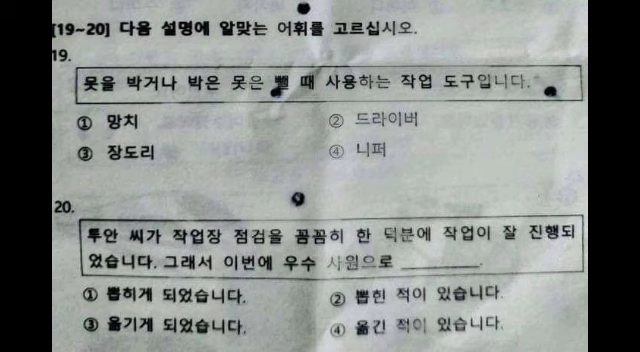 [19~20] 다음 설명에 알맞는 어휘를 고르십시오.
19.
못을 박거나 박은 못은 뺄 때 사용하는 작업 도구입니다.
① 망치 ② 드라이버
③ 장도리 ④ 니퍼
20.
투안 씨가 작업장 점검을 꼼꼼히 한 덕분에 작업이 잘 진행되
었습니다. 그래서 이번에 우수 사원으로 ________.
① 뽑히게 되었습니다. ② 뽑힌 적이 있습니다.
③ 옮기게 되었습니다. ④ 옮긴 적이 있습니다.